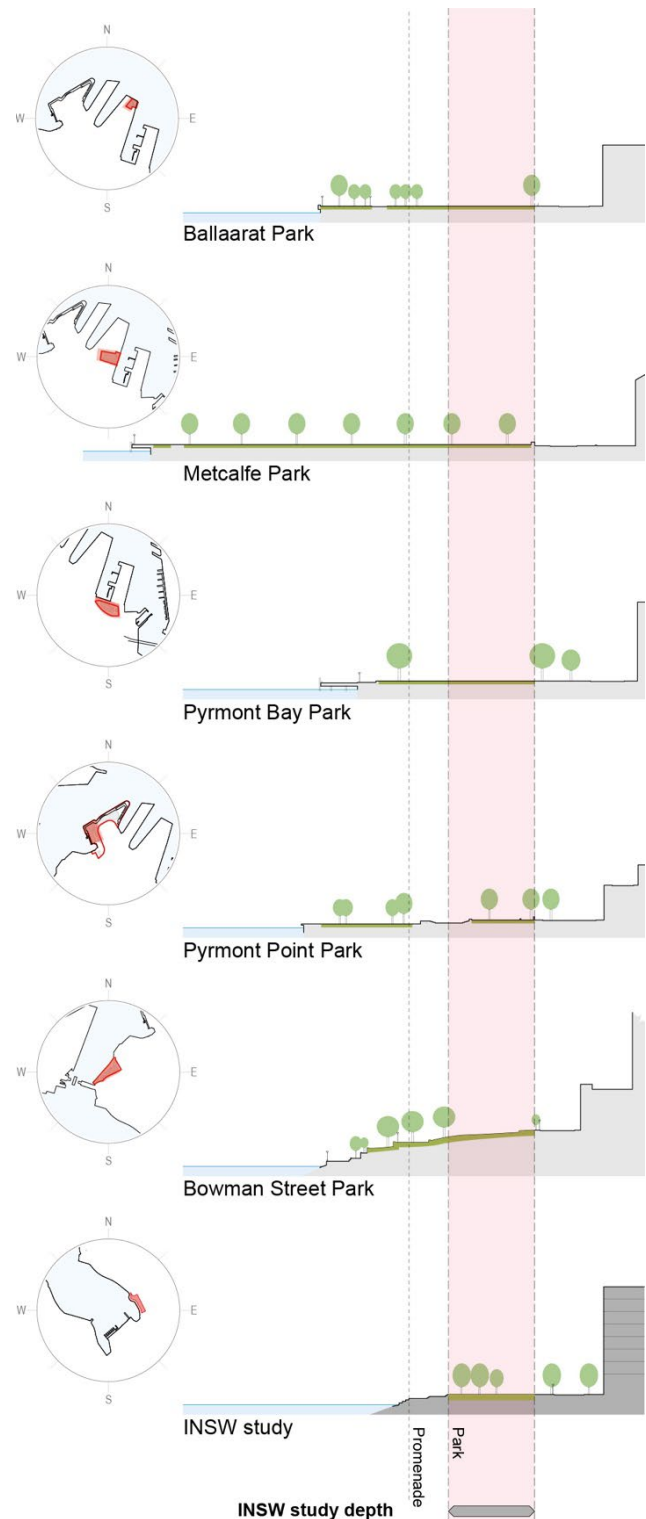 N
W
E
S
Ballaarat Park
N
W
E
S
Metcalfe Park
N
W
E
S
Pyrmont Bay Park
N
W
E
S
Pyrmont Point Park
N
W
E
S
Bowman Street Park
N
W
E
S
INSW study
Promenade
Park
INSW study depth